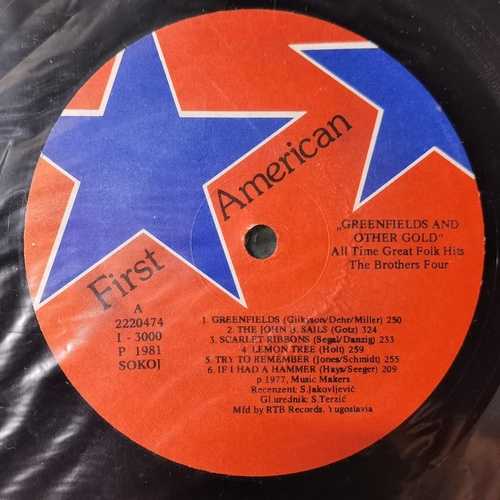 First American
„GREENFIELDS AND
OTHER GOLD"
All Time Great Folk Hits
The Brothers Four
A
2220474
I - 3000
P 1981
SOKOJ
1. GREENFIELDS (Gilkyson/Dehr/Miller) 250
2. THE JOHN B. SAILS (Gotz) 324
3. SCARLET RIBBONS (Segal/Danzig) 233
4. LEMON TREE (Holt) 259
5. TRY TO REMEMBER (Jones/Schmidt) 255
6. IF I HAD A HAMMER (Hays/Seeger) 209
p 1977, Music Makers
Recenzent: S.Jakovljević
Gl.urednik: S.Terzić
Mfd by RTB Records, Yugoslavia